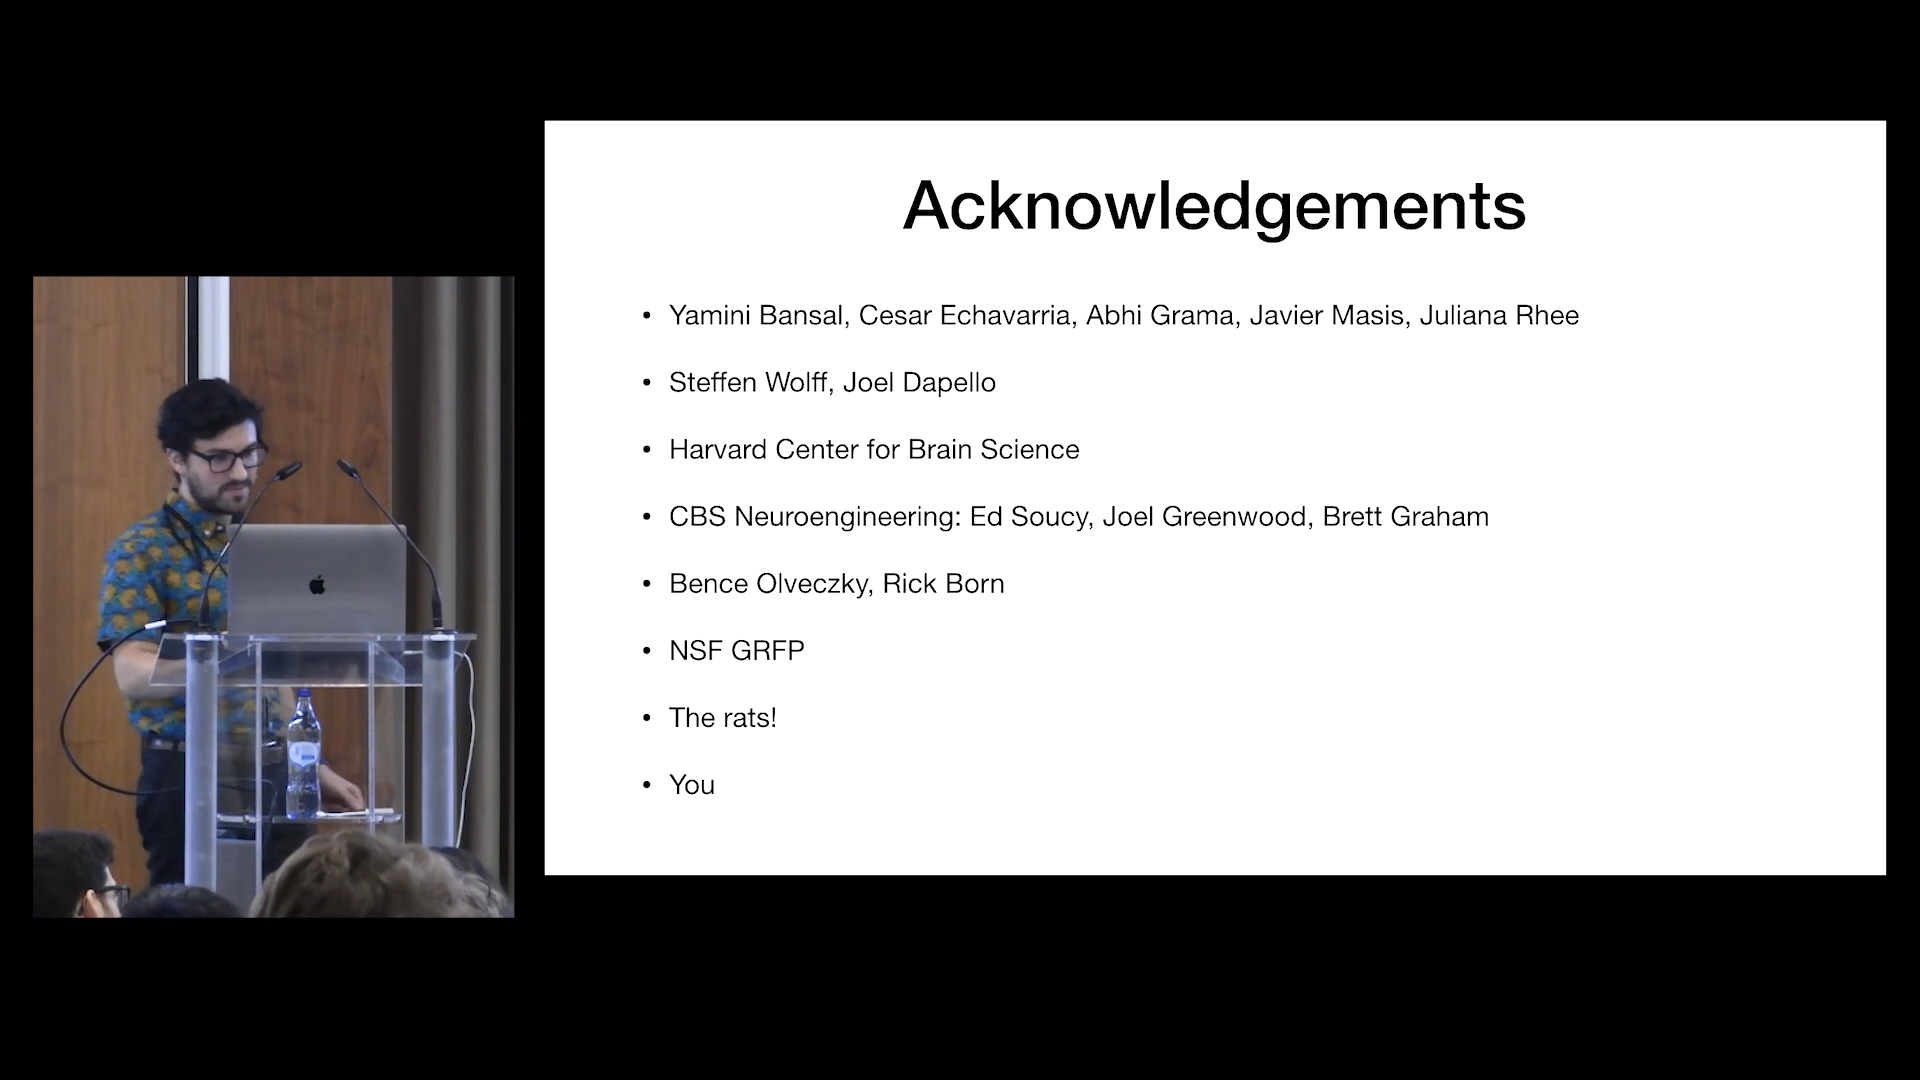 Acknowledgements
• Yamini Bansal, Cesar Echavarria, Abhi Grama, Javier Masis, Juliana Rhee
• Steffen Wolff, Joel Dapello
• Harvard Center for Brain Science
• CBS Neuroengineering: Ed Soucy, Joel Greenwood, Brett Graham
• Bence Olveczky, Rick Born
• NSF GRFP
• The rats!
• You